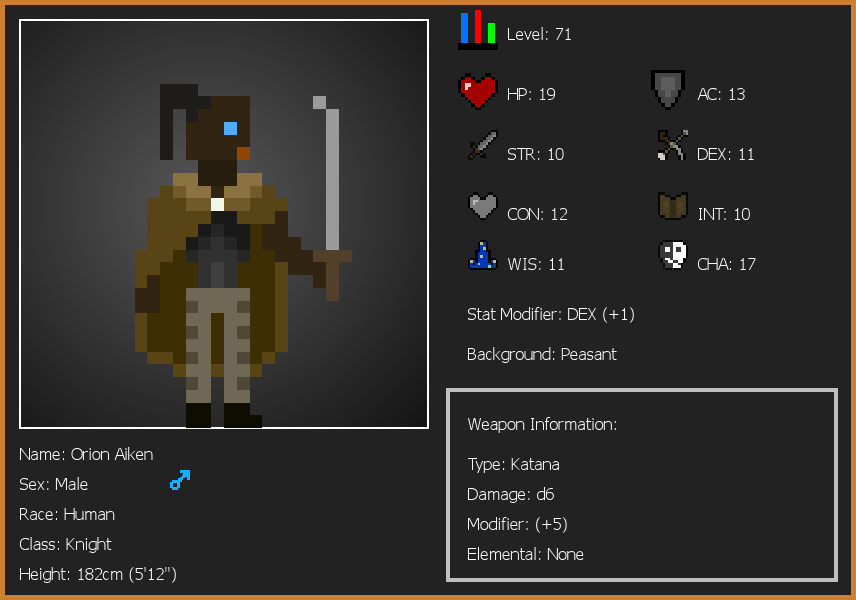 Level: 71
HP: 19
AC: 13
STR: 10
DEX: 11
CON: 12
INT: 10
WIS: 11
CHA: 17
Stat Modifier: DEX (+1)
Background: Peasant
Weapon Information:
Type: Katana
Damage: d6
Modifier: (+5)
Elemental: None
Name: Orion Aiken
Sex: Male
Race: Human
Class: Knight
Height: 182cm (5'12")